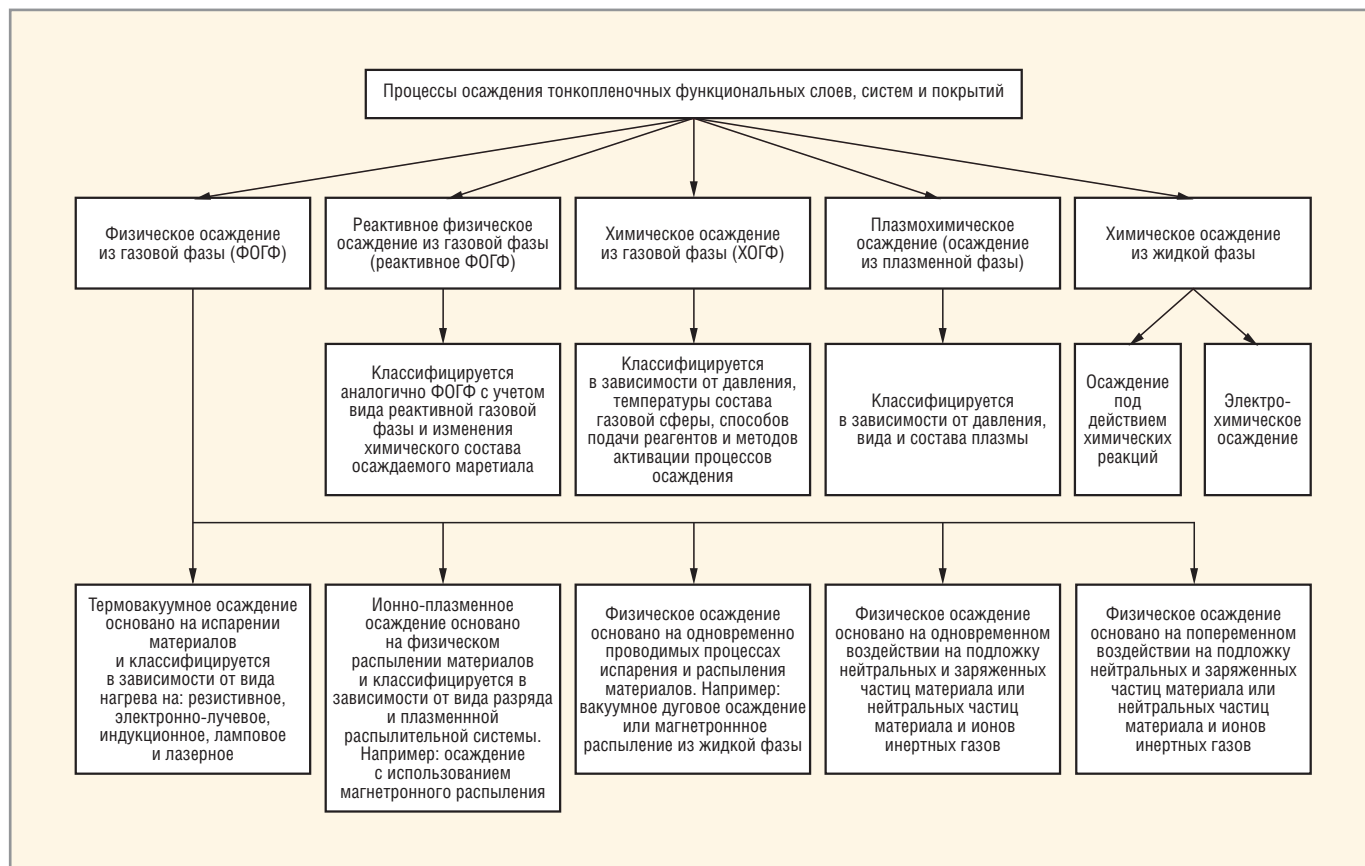 Процессы осаждения тонкопленочных функциональных слоев, систем и покрытий
Физическое осаждение
из газовой фазы (ФОГФ)
Реактивное физическое
осаждение из газовой фазы
(реактивное ФОГФ)
Химическое осаждение
из газовой фазы (ХОГФ)
Плазмохимическое
осаждение (осаждение
из плазменной фазы)
Химическое осаждение
из жидкой фазы
Классифицируется
аналогично ФОГФ с учетом
вида реактивной газовой
фазы и изменения
химического состава
осаждаемого маретиала
Классифицируется
в зависимости от давления,
температуры состава
газовой сферы, способов
подачи реагентов и методов
активации процессов
осаждения
Классифицируется
в зависимости от давления,
вида и состава плазмы
Осаждение
под
действием
химических
реакций
Электро-
химическое
осаждение
Термовакуумное осаждение
основано на испарении
материалов
и классифицируется
в зависимости от вида
нагрева на: резистивное,
электронно-лучевое,
индукционное, ламповое
и лазерное
Ионно-плазменное
осаждение основано
на физическом
распылении материалов
и классифицируется в
зависимости от вида разряда
и плазменнной
распылительной системы.
Например: осаждение
с использованием
магнетронного распыления
Физическое осаждение
основано на одновременно
проводимых процессах
испарения и распыления
материалов. Например:
вакуумное дуговое осаждение
или магнетроннное
распыление из жидкой фазы
Физическое осаждение
основано на одновременном
воздействии на подложку
нейтральных и заряженных
частиц материала или
нейтральных частиц
материала и ионов
инертных газов
Физическое осаждение
основано на попеременном
воздействии на подложку
нейтральных и заряженных
частиц материала или
нейтральных частиц
материала и ионов
инертных газов